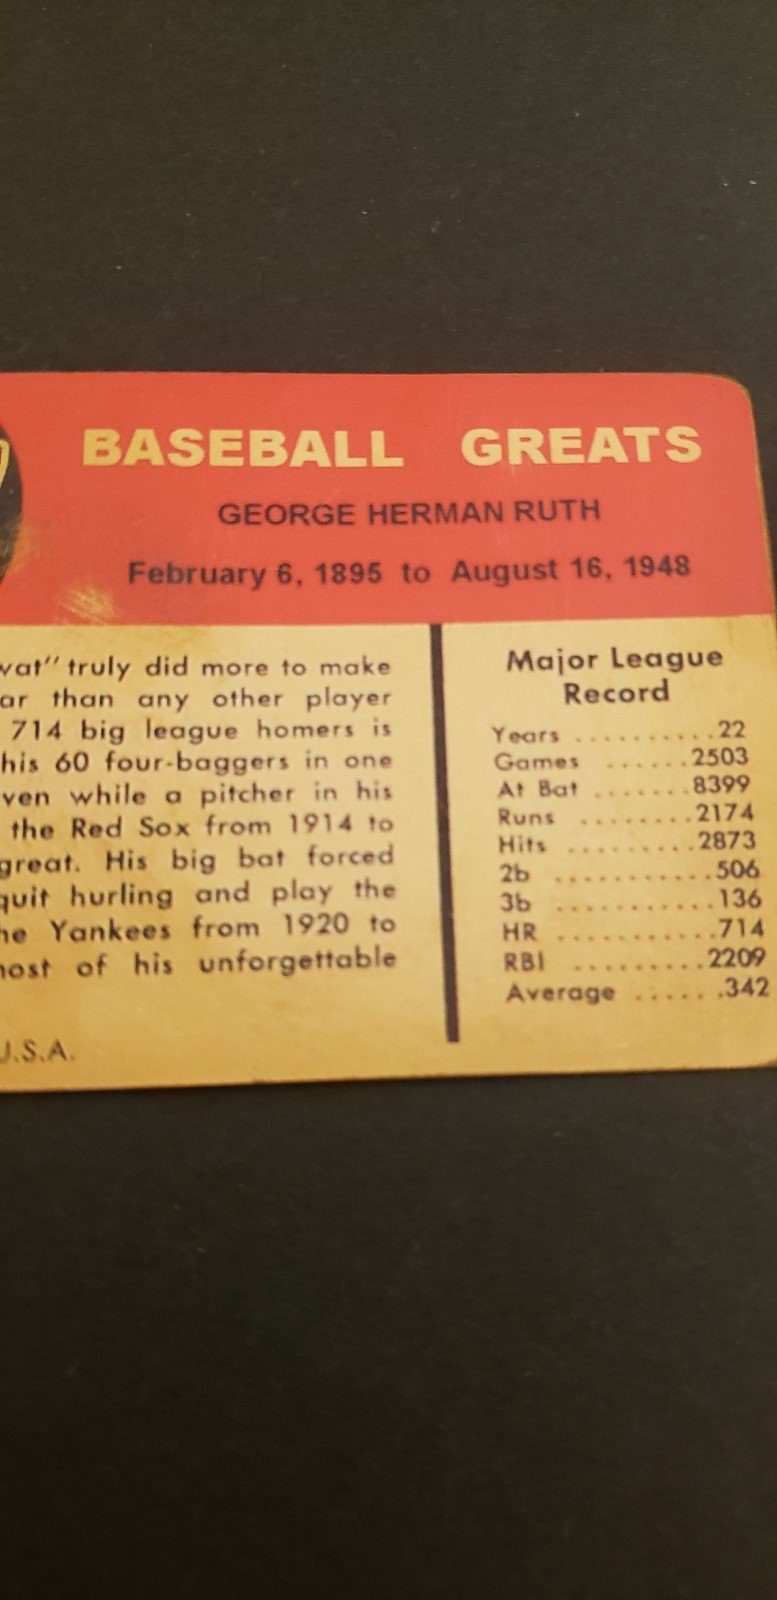 BASEBALL GREATS
GEORGE HERMAN RUTH
February 6, 1895 to August 16, 1948
wat" truly did more to make
ar than any other player
714 big league homers is
his 60 four-baggers in one
ven while a pitcher in his
the Red Sox from 1914 to
great. His big bat forced
quit hurling and play the
he Yankees from 1920 to
most of his unforgettable
U.S.A.
Major League
Record
Years ..........22
Games ......2503
At Bat .......8399
Runs ........2174
Hits .........2873
2b ...........506
3b ...........136
HR ...........714
RBI .........2209
Average .......342